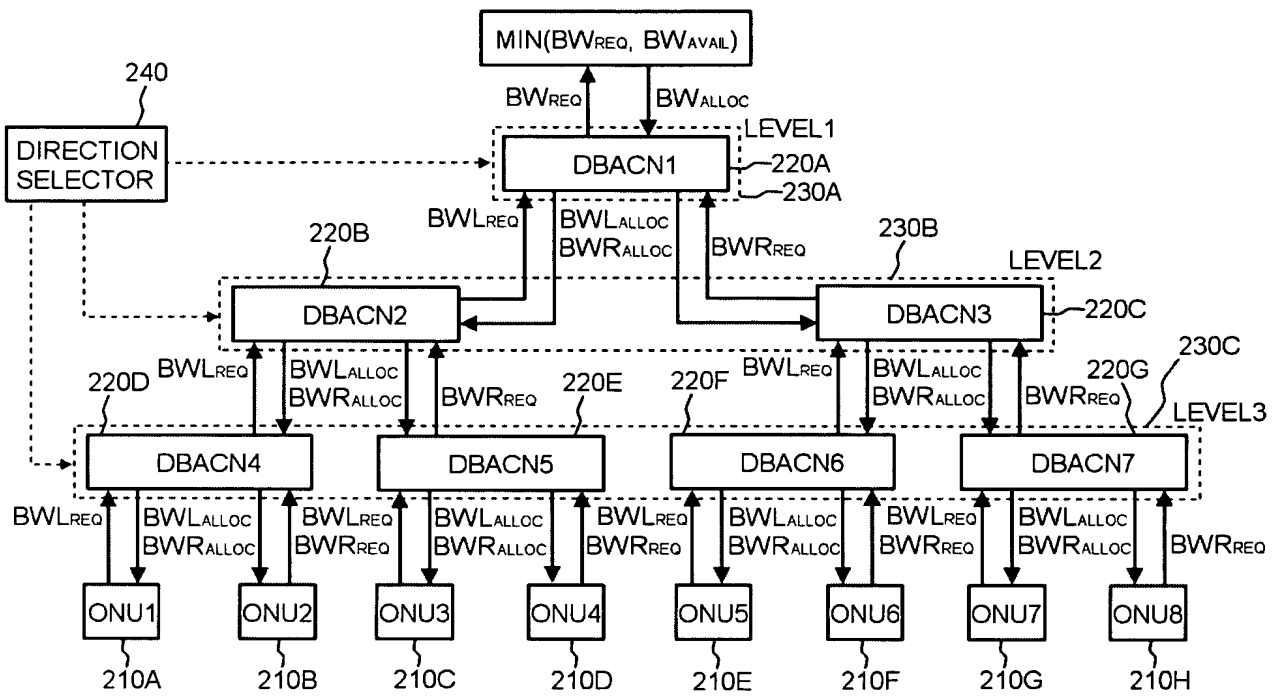 MIN(BWREQ, BWAVAIL)
240
BWREQ
BWALLOC
LEVEL1
DIRECTION
SELECTOR
DBACN1
220A
230A
BWLREQ
BWLALLOC
BWRALLOC
BWRREQ
220B
230B
LEVEL2
DBACN2
DBACN3
220C
BWLREQ
BWLALLOC
BWRALLOC
BWRREQ
BWLREQ
BWLALLOC
BWRALLOC
BWRREQ
220D
220E
220F
220G
230C
LEVEL3
DBACN4
DBACN5
DBACN6
DBACN7
BWLREQ
BWLALLOC
BWRALLOC
BWLREQ
BWRREQ
BWLALLOC
BWRALLOC
BWLREQ
BWRREQ
BWLALLOC
BWRALLOC
BWLREQ
BWRREQ
BWLALLOC
BWRALLOC
BWRREQ
ONU1
ONU2
ONU3
ONU4
ONU5
ONU6
ONU7
ONU8
210A
210B
210C
210D
210E
210F
210G
210H